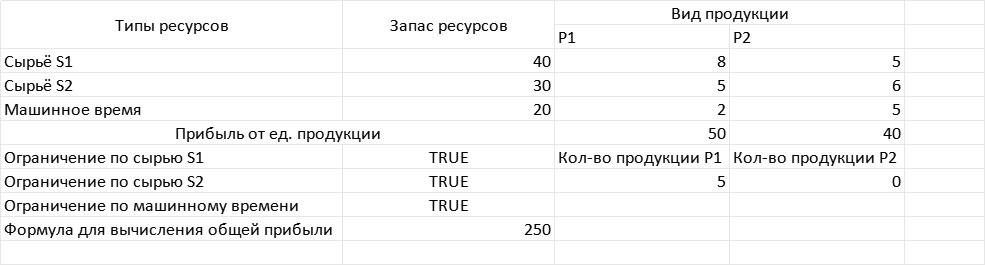 Типы ресурсов Запас ресурсов Вид продукции
P1 P2
Сырьё S1 40 8 5
Сырьё S2 30 5 6
Машинное время 20 2 5
Прибыль от ед. продукции 50 40
Ограничение по сырью S1 TRUE Кол-во продукции P1 Кол-во продукции P2
Ограничение по сырью S2 TRUE 5 0
Ограничение по машинному времени TRUE
Формула для вычисления общей прибыли 250